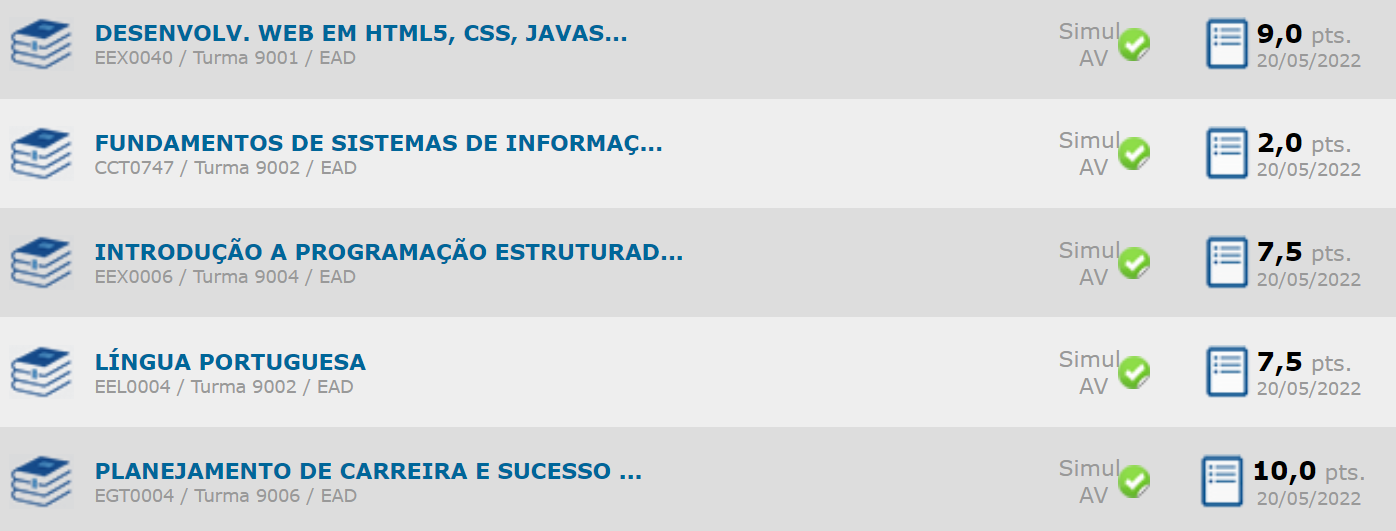 DESENVOLV. WEB EM HTML5, CSS, JAVAS...
EEX0040 / Turma 9001 / EAD
Simul
AV
9,0 pts.
20/05/2022
FUNDAMENTOS DE SISTEMAS DE INFORMAÇ...
CCT0747 / Turma 9002 / EAD
Simul
AV
2,0 pts.
20/05/2022
INTRODUÇÃO A PROGRAMAÇÃO ESTRUTURAD...
EEX0006 / Turma 9004 / EAD
Simul
AV
7,5 pts.
20/05/2022
LÍNGUA PORTUGUESA
EEL0004 / Turma 9002 / EAD
Simul
AV
7,5 pts.
20/05/2022
PLANEJAMENTO DE CARREIRA E SUCESSO ...
EGT0004 / Turma 9006 / EAD
Simul
AV
10,0 pts.
20/05/2022